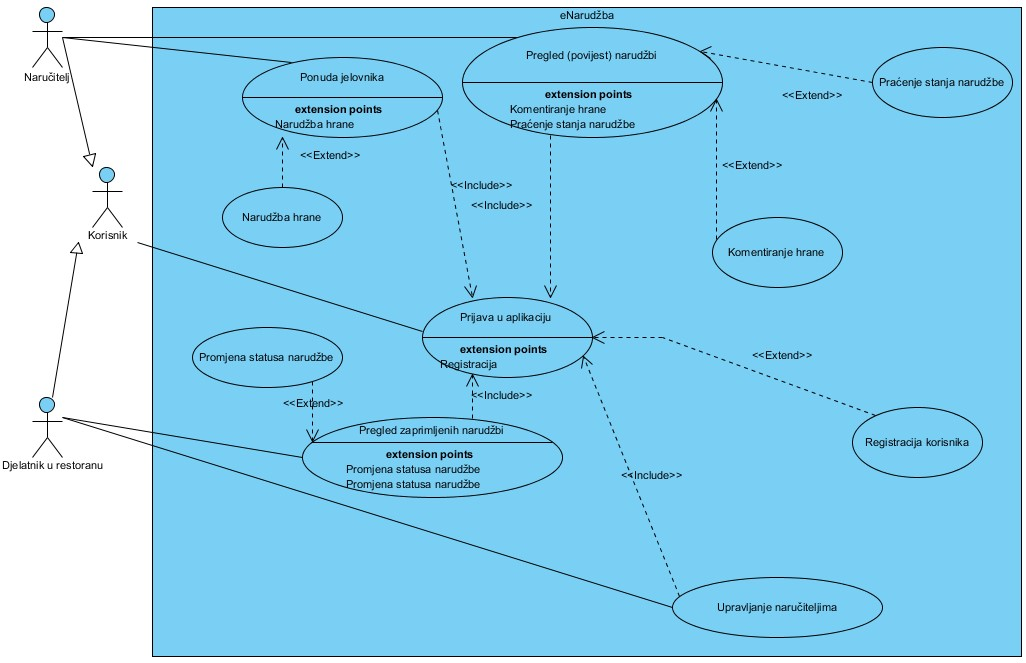 eNarudžba
Naručitelj
Ponuda jelovnika
extension points
Narudžba hrane
Pregled (povijest) narudžbi
extension points
Komentiranje hrane
Praćenje stanja narudžbe
Praćenje stanja narudžbe
<<Extend>>
<<Extend>>
<<Extend>>
<<Include>>
<<Include>>
Narudžba hrane
Komentiranje hrane
Korisnik
Prijava u aplikaciju
extension points
Registracija
Promjena statusa narudžbe
<<Extend>>
<<Extend>>
<<Include>>
Djelatnik u restoranu
Pregled zaprimljenih narudžbi
extension points
Promjena statusa narudžbe
Promjena statusa narudžbe
Registracija korisnika
<<Include>>
Upravljanje naručiteljima